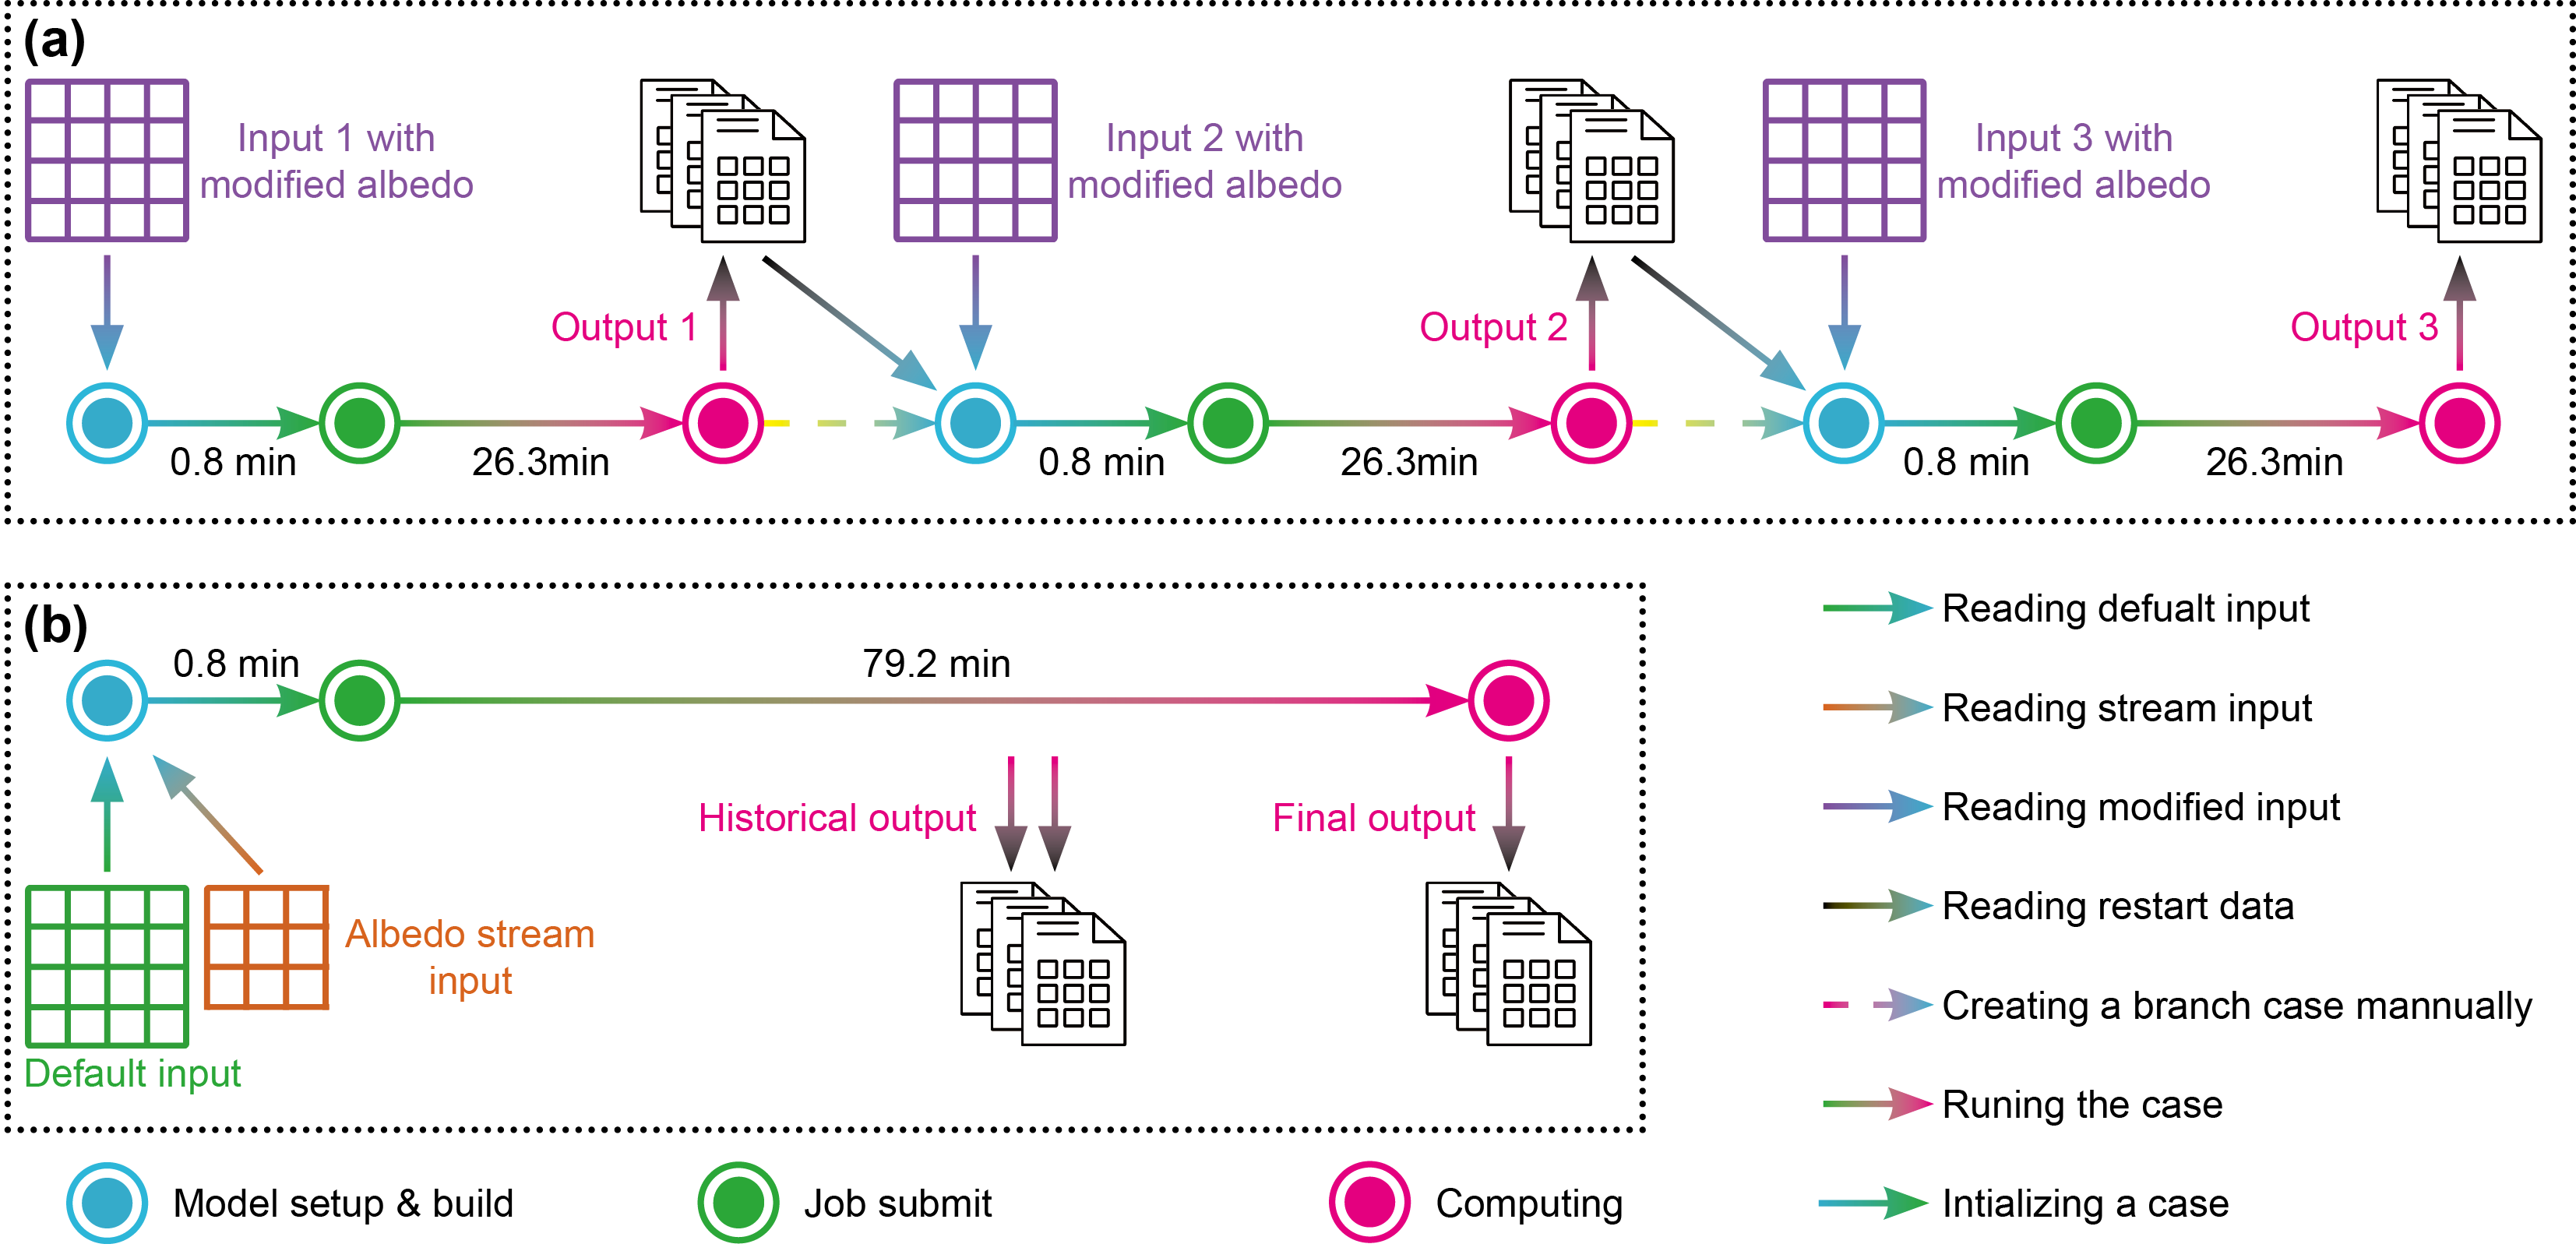 (a)
Input 1 with
modified albedo
Input 2 with
modified albedo
Input 3 with
modified albedo
Output 1
Output 2
Output 3
0.8 min
26.3min
0.8 min
26.3min
0.8 min
26.3min
(b)
0.8 min
79.2 min
Historical output
Final output
Albedo stream
input
Default input
Reading defualt input
Reading stream input
Reading modified input
Reading restart data
Creating a branch case mannually
Runing the case
Intializing a case
Model setup & build
Job submit
Computing